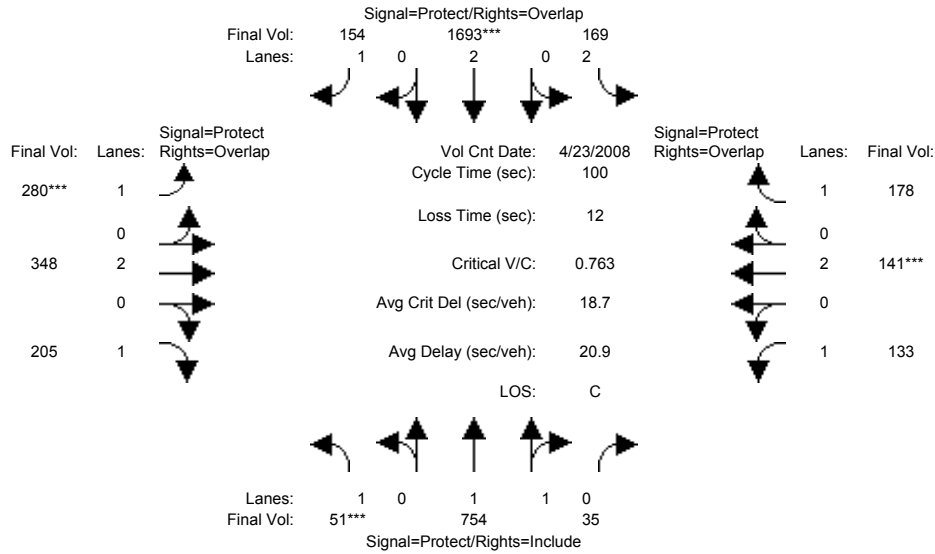 Signal=Protect/Rights=Overlap
Final Vol: 154 1693*** 169
Lanes: 1 0 2 0 2
Signal=Protect Signal=Protect
Final Vol: Lanes: Rights=Overlap Vol Cnt Date: 4/23/2008 Rights=Overlap Lanes: Final Vol:
Cycle Time (sec): 100
280*** 1 1 178
Loss Time (sec): 12
0 0
348 2 Critical V/C: 0.763 2 141***
0 Avg Crit Del (sec/veh): 18.7 0
205 1 Avg Delay (sec/veh): 20.9 1 133
LOS: C
Lanes: 1 0 1 1 0
Final Vol: 51*** 754 35
Signal=Protect/Rights=Include